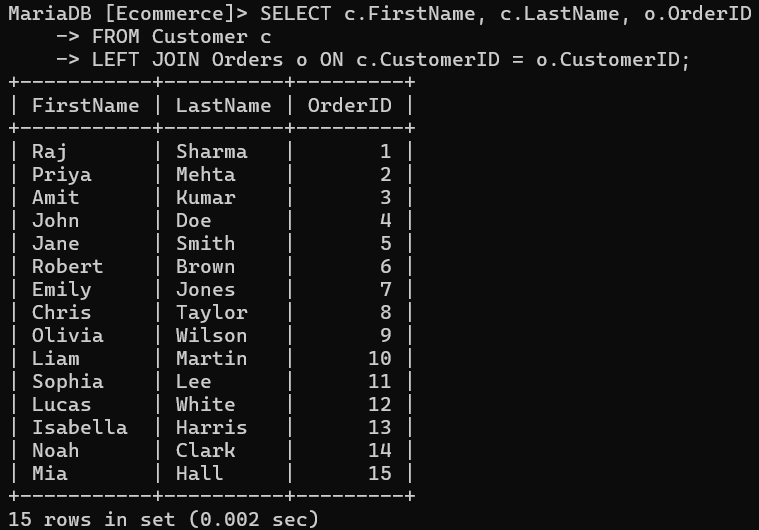 MariaDB [Ecommerce]> SELECT c.FirstName, c.LastName, o.OrderID
    -> FROM Customer c
    -> LEFT JOIN Orders o ON c.CustomerID = o.CustomerID;
+-----------+----------+---------+
| FirstName | LastName | OrderID |
+-----------+----------+---------+
| Raj       | Sharma   |       1 |
| Priya     | Mehta    |       2 |
| Amit      | Kumar    |       3 |
| John      | Doe      |       4 |
| Jane      | Smith    |       5 |
| Robert    | Brown    |       6 |
| Emily     | Jones    |       7 |
| Chris     | Taylor   |       8 |
| Olivia    | Wilson   |       9 |
| Liam      | Martin   |      10 |
| Sophia    | Lee      |      11 |
| Lucas     | White    |      12 |
| Isabella  | Harris   |      13 |
| Noah      | Clark    |      14 |
| Mia       | Hall     |      15 |
+-----------+----------+---------+
15 rows in set (0.002 sec)